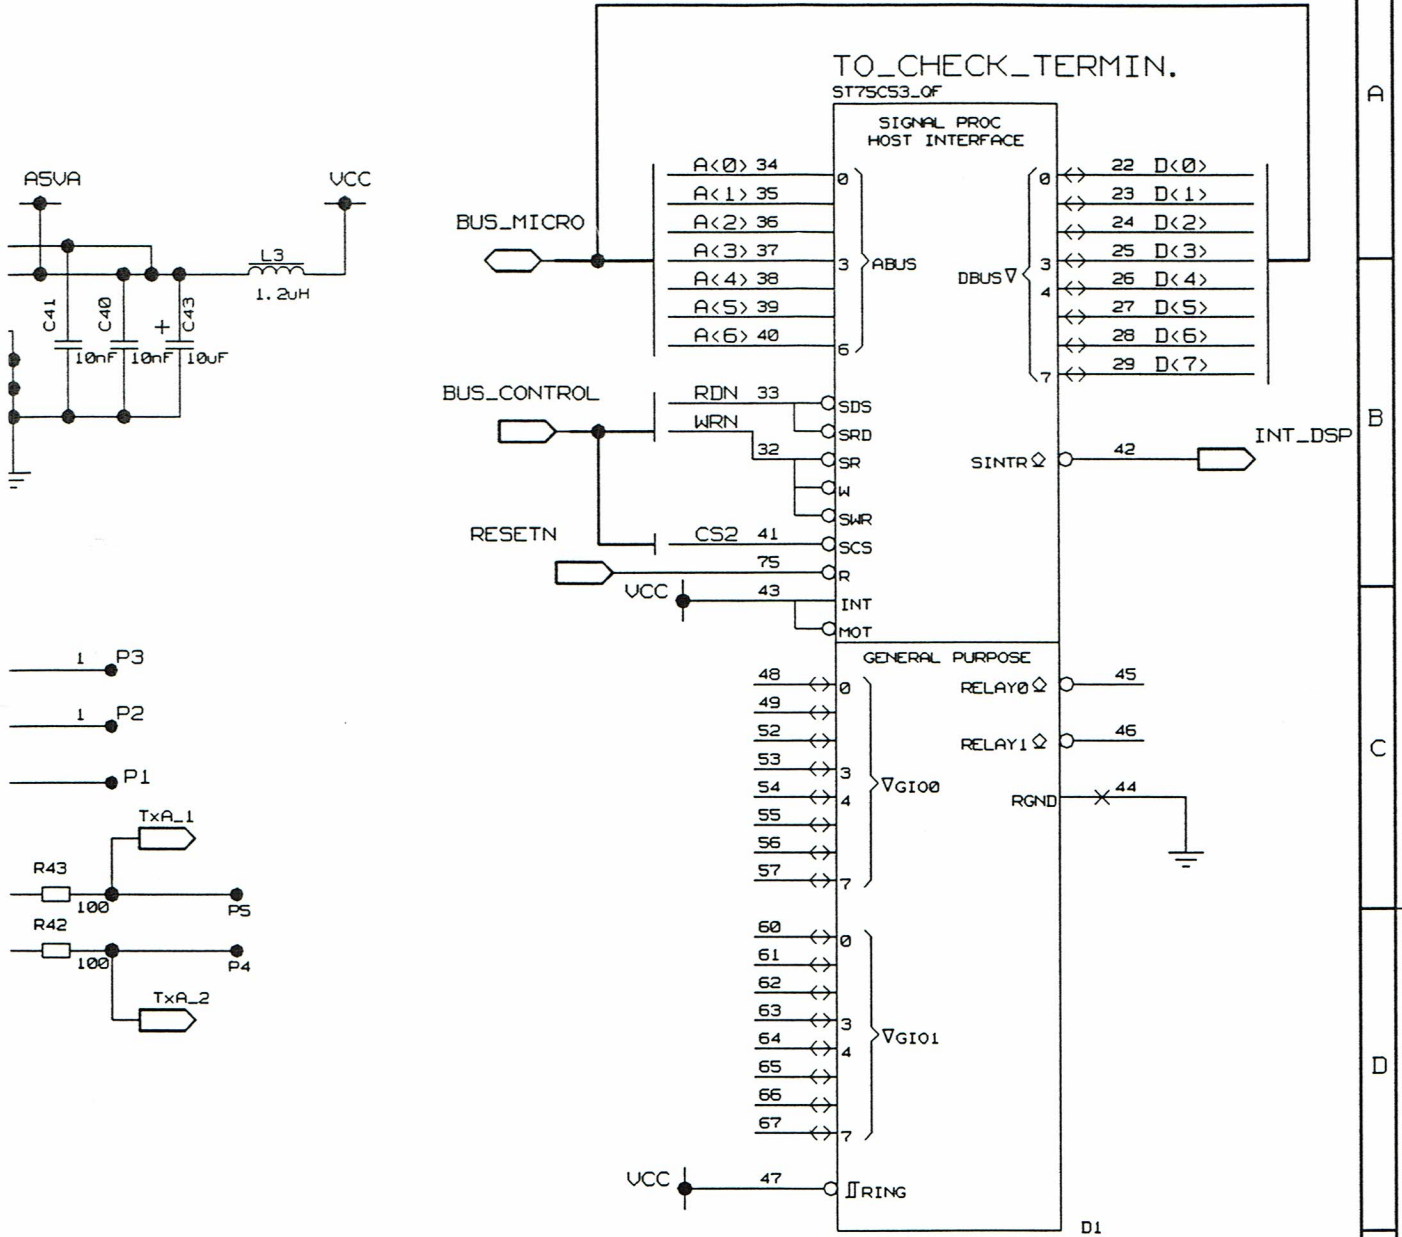 TO_CHECK_TERMIN.
ST75C53_QF
A
SIGNAL PROC
HOST INTERFACE
A<0> 34
0
0
22 D<0>
A<1> 35
23 D<1>
A<2> 36
24 D<2>
A<3> 37
3
ABUS
3
25 D<3>
A<4> 38
DBUS
4
26 D<4>
A<5> 39
27 D<5>
A<6> 40
6
28 D<6>
7
29 D<7>
A5VA
VCC
BUS_MICRO
L3
1.2uH
C41
C40
+
C43
10nF
10nF
10uF
BUS_CONTROL
RDN 33
SDS
WRN
SRD
32
SR
W
SWR
B
SINTR
42
INT_DSP
RESETN
CS2 41
SCS
75
R
VCC
43
INT
MOT
GENERAL PURPOSE
1 P3
1 P2
P1
48
0
49
52
53
3
54
4
55
56
57
7
GIO0
RELAY0
45
RELAY1
46
RGND
44
C
TxA_1
R43
100
P5
R42
100
P4
TxA_2
60
0
61
62
63
3
64
4
65
66
67
7
GIO1
D
VCC
47
RING
D1